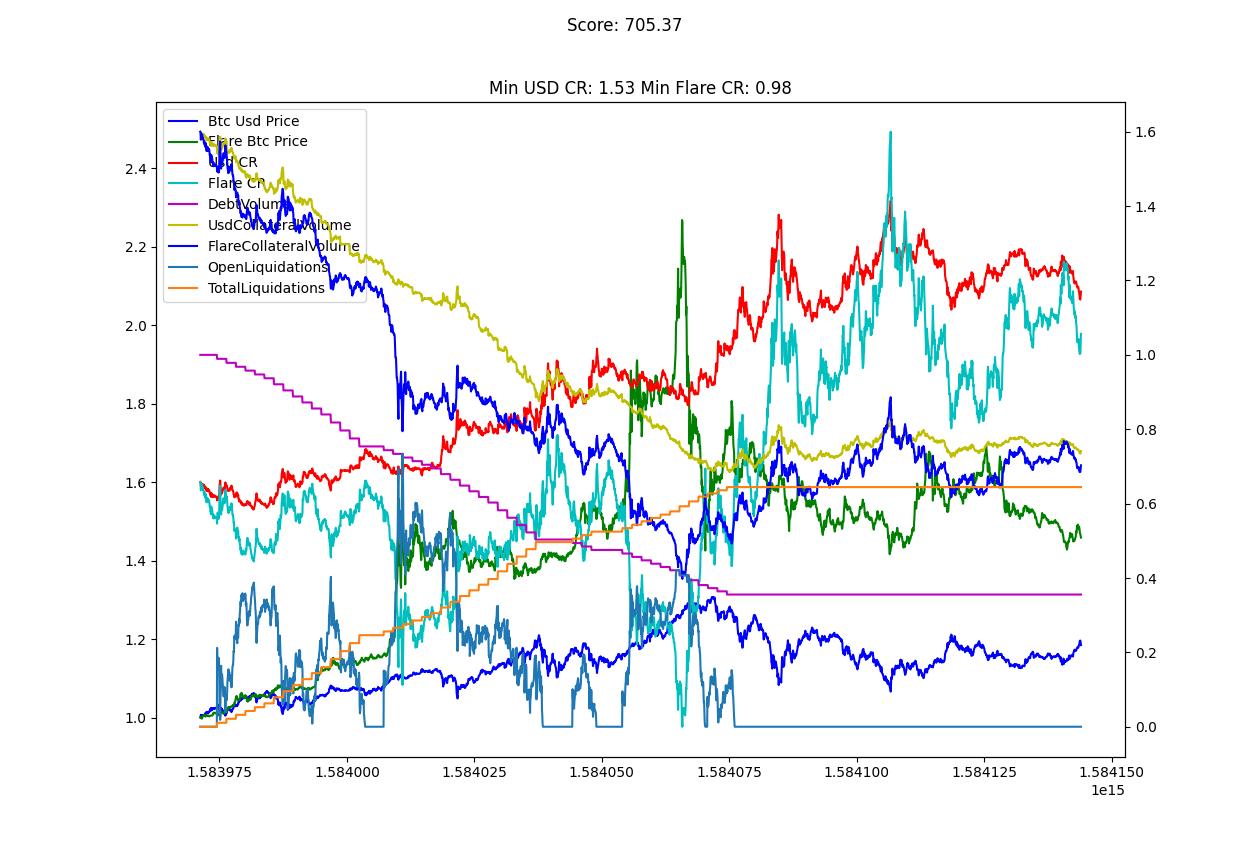 Score: 705.37
Min USD CR: 1.53 Min Flare CR: 0.98
Btc Usd Price
Flare Btc Price
Usd CR
Flare CR
DebtVolume
UsdCollateralVolume
FlareCollateralVolume
OpenLiquidations
TotalLiquidations
2.4
2.2
2.0
1.8
1.6
1.4
1.2
1.0
1.6
1.4
1.2
1.0
0.8
0.6
0.4
0.2
0.0
1.583975 1.584000 1.584025 1.584050 1.584075 1.584100 1.584125 1.584150
1e15